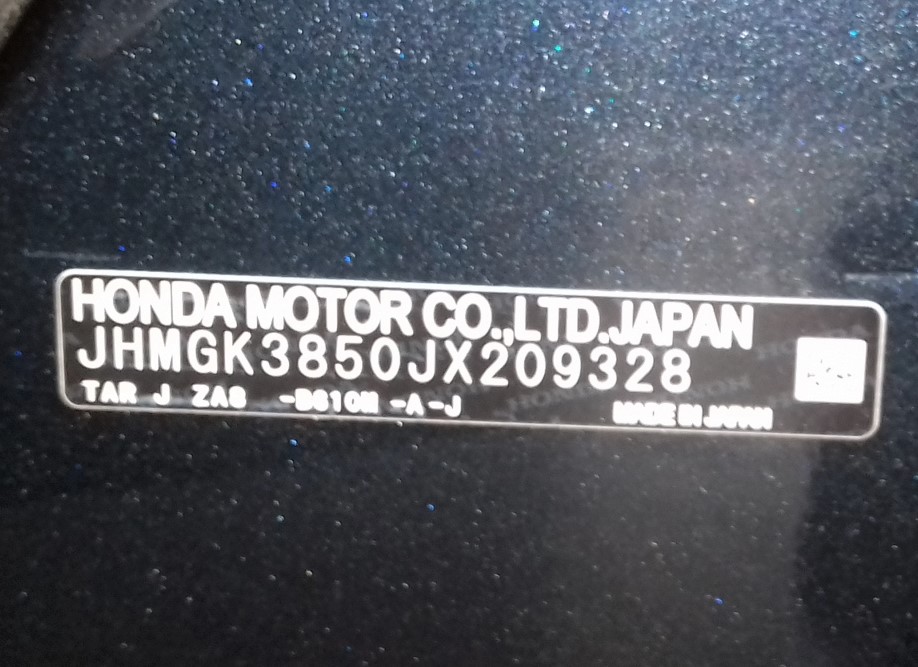 HONDA MOTOR CO.,LTD.JAPAN
JHMGK3850JX209328
TAR J ZA8 -B610M -A-J
MADE IN JAPAN